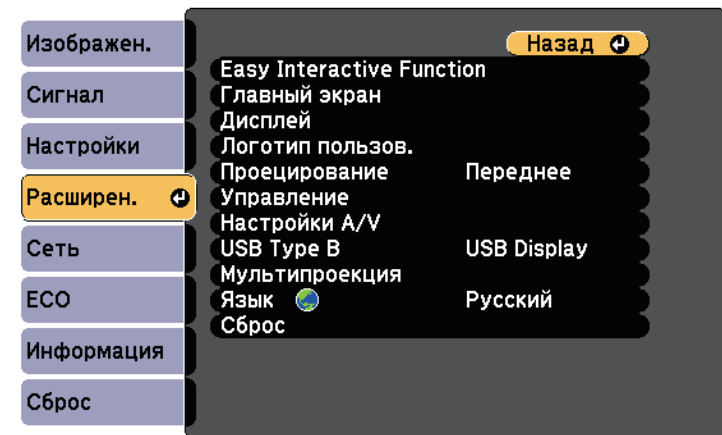 Изображен.
Сигнал
Настройки
Расширен.
Сеть
ECO
Информация
Сброс
Назад
Easy Interactive Function
Главный экран
Дисплей
Логотип пользов.
Проецирование Переднее
Управление
Настройки A/V
USB Type B USB Display
Мультипроекция
Язык Русский
Сброс